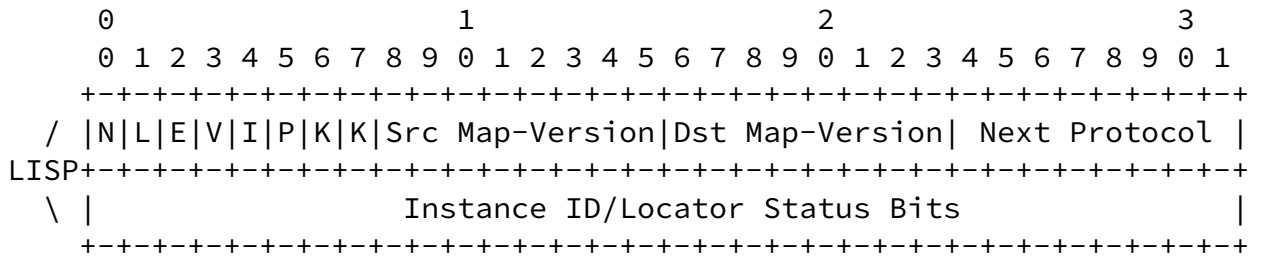 0                   1                   2                   3
      0 1 2 3 4 5 6 7 8 9 0 1 2 3 4 5 6 7 8 9 0 1 2 3 4 5 6 7 8 9 0 1
     +-+-+-+-+-+-+-+-+-+-+-+-+-+-+-+-+-+-+-+-+-+-+-+-+-+-+-+-+-+-+-+-+
   / |N|L|E|V|I|P|K|K|Src Map-Version|Dst Map-Version| Next Protocol |
 LISP+-+-+-+-+-+-+-+-+-+-+-+-+-+-+-+-+-+-+-+-+-+-+-+-+-+-+-+-+-+-+-+-+
   \ |                 Instance ID/Locator Status Bits               |
     +-+-+-+-+-+-+-+-+-+-+-+-+-+-+-+-+-+-+-+-+-+-+-+-+-+-+-+-+-+-+-+-+